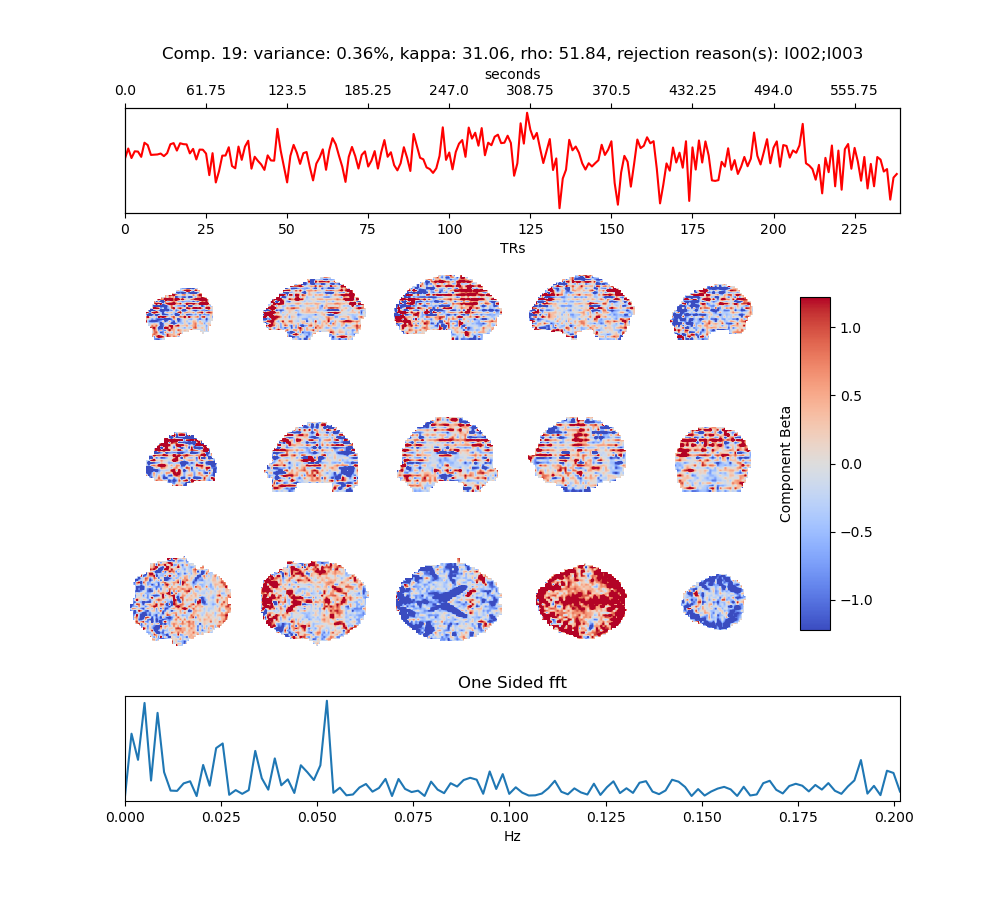 Comp. 19: variance: 0.36%, kappa: 31.06, rho: 51.84, rejection reason(s): I002;I003
seconds
0.0 61.75 123.5 185.25 247.0 308.75 370.5 432.25 494.0 555.75
0 25 50 75 100 125 150 175 200 225
TRs
1.0
0.5
0.0
−0.5
−1.0
Component Beta
One Sided fft
0.000 0.025 0.050 0.075 0.100 0.125 0.150 0.175 0.200
Hz